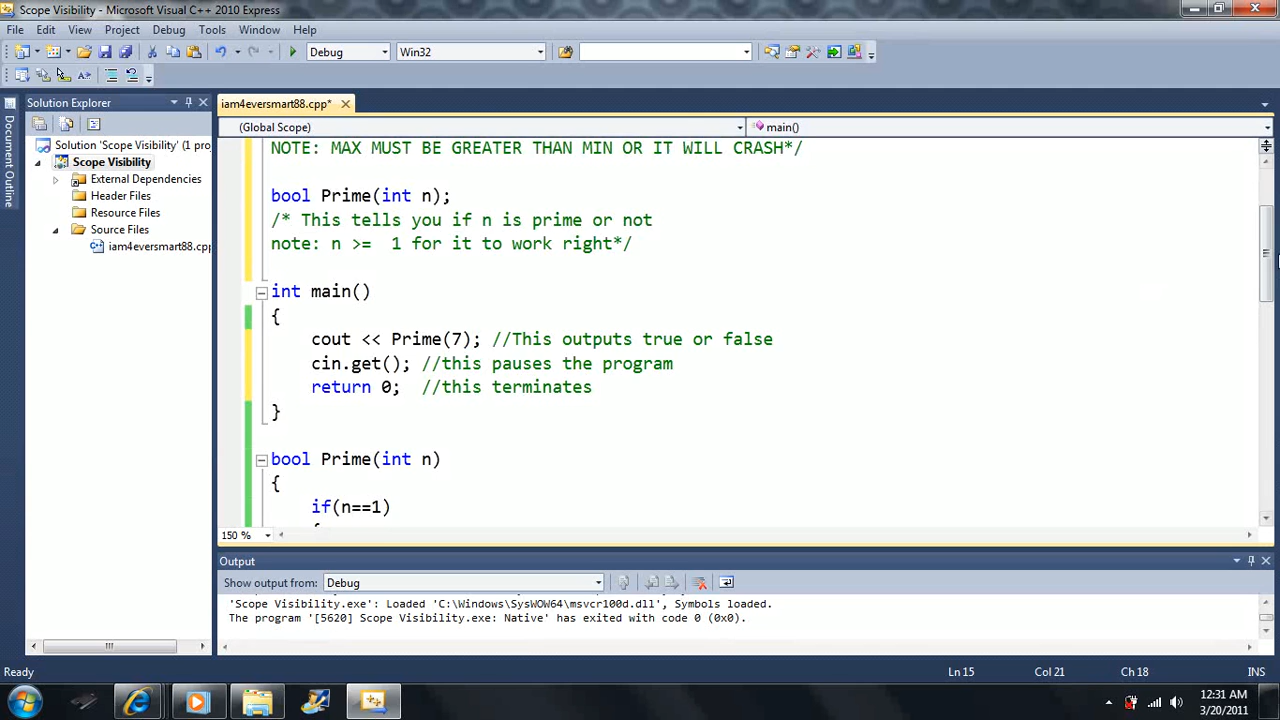 Scope Visibility - Microsoft Visual C++ 2010 Express
File Edit View Project Debug Tools Window Help
Debug Win32
Solution Explorer
iam4eversmart88.cpp*
(Global Scope) main()
Document Outline
Solution 'Scope Visibility' (1 proj
Scope Visibility
External Dependencies
Header Files
Resource Files
Source Files
iam4eversmart88.cpp
NOTE: MAX MUST BE GREATER THAN MIN OR IT WILL CRASH*/
bool Prime(int n);
/* This tells you if n is prime or not
note: n >=  1 for it to work right*/
int main()
{
cout << Prime(7); //This outputs true or false
cin.get(); //this pauses the program
return 0;  //this terminates
}
bool Prime(int n)
{
if(n==1)
150 %
Output
Show output from: Debug
'Scope Visibility.exe': Loaded 'C:\Windows\SysWOW64\msvcr100d.dll', Symbols loaded.
The program '[5620] Scope Visibility.exe: Native' has exited with code 0 (0x0).
Ready Ln 15 Col 21 Ch 18 INS
12:31 AM
3/20/2011